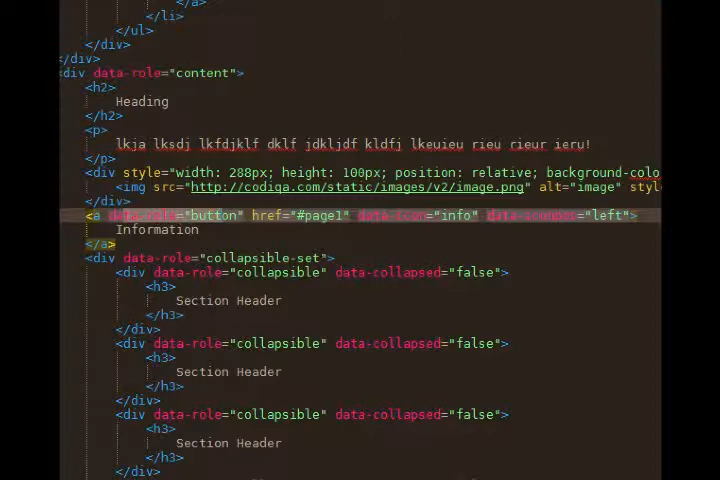 </a>
</li>
</ul>
</div>
</div>
<div data-role="content">
<h2>
Heading
</h2>
<p>
lkja lksdj lkfdjklf dklf jdkljdf kldfj lkeuieu rieu rieur ieru!
</p>
<div style="width: 288px; height: 100px; position: relative; background-colo
<img src="http://codiqa.com/static/images/v2/image.png" alt="image" styl
</div>
<a data-role="button" href="#page1" data-icon="info" data-iconpos="left">
Information
</a>
<div data-role="collapsible-set">
<div data-role="collapsible" data-collapsed="false">
<h3>
Section Header
</h3>
</div>
<div data-role="collapsible" data-collapsed="false">
<h3>
Section Header
</h3>
</div>
<div data-role="collapsible" data-collapsed="false">
<h3>
Section Header
</h3>
</div>